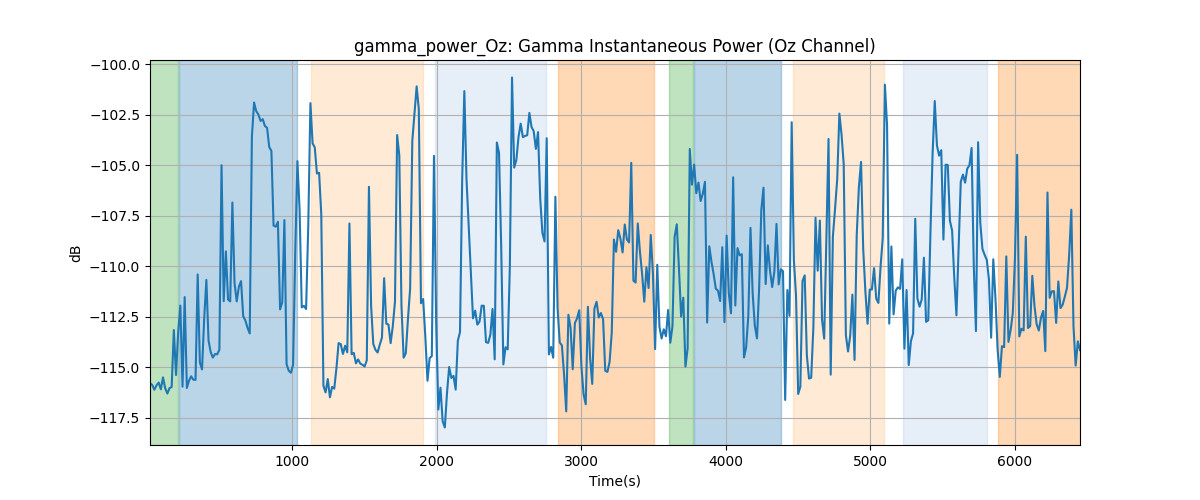 gamma_power_Oz: Gamma Instantaneous Power (Oz Channel)
−100.0
−102.5
−105.0
−107.5
−110.0
−112.5
−115.0
−117.5
dB
1000 2000 3000 4000 5000 6000
Time(s)